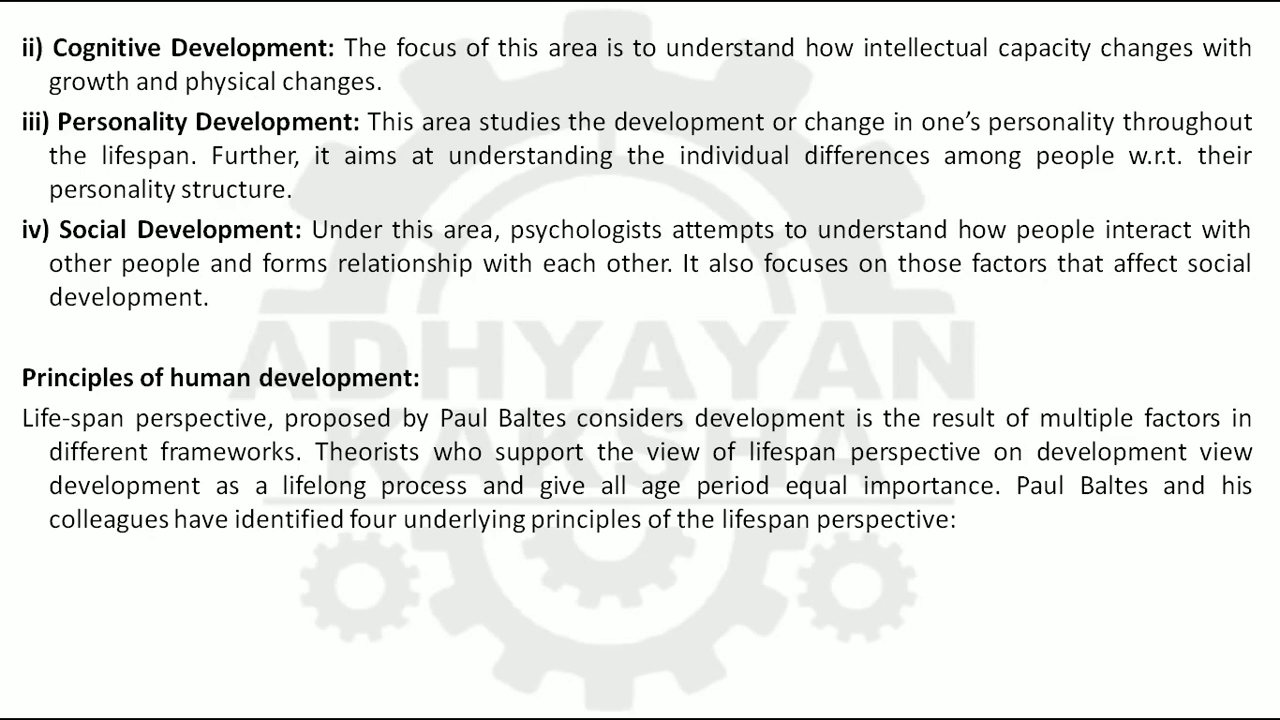 ii) Cognitive Development: The focus of this area is to understand how intellectual capacity changes with
growth and physical changes.
iii) Personality Development: This area studies the development or change in one's personality throughout
the lifespan. Further, it aims at understanding the individual differences among people w.r.t. their
personality structure.
iv) Social Development: Under this area, psychologists attempts to understand how people interact with
other people and forms relationship with each other. It also focuses on those factors that affect social
development.
Principles of human development:
Life-span perspective, proposed by Paul Baltes considers development is the result of multiple factors in
different frameworks. Theorists who support the view of lifespan perspective on development view
development as a lifelong process and give all age period equal importance. Paul Baltes and his
colleagues have identified four underlying principles of the lifespan perspective:
ADHYAYAN
KAKSHA